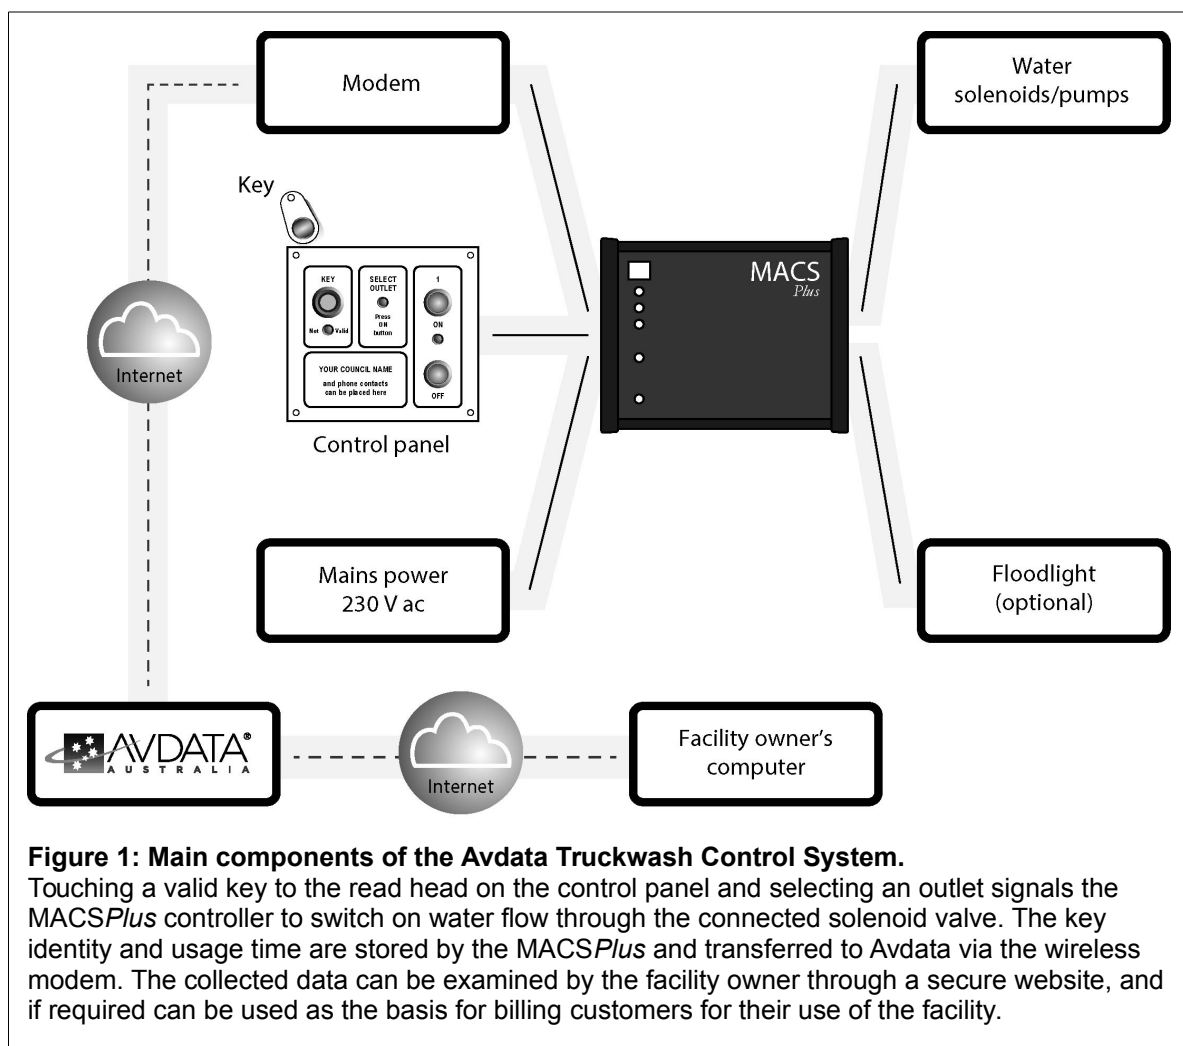 Modem
Water
solenoids/pumps
Key
KEY
Not Valid
SELECT
OUTLET
Press
ON
button
1
ON
OFF
YOUR COUNCIL NAME
and phone contacts
can be placed here
Control panel
MACS
Plus
Internet
Mains power
230 V ac
Floodlight
(optional)
AVDATA®
AUSTRALIA
Internet
Facility owner's
computer
Figure 1: Main components of the Avdata Truckwash Control System.
Touching a valid key to the read head on the control panel and selecting an outlet signals the
MACSPlus controller to switch on water flow through the connected solenoid valve. The key
identity and usage time are stored by the MACSPlus and transferred to Avdata via the wireless
modem. The collected data can be examined by the facility owner through a secure website, and
if required can be used as the basis for billing customers for their use of the facility.